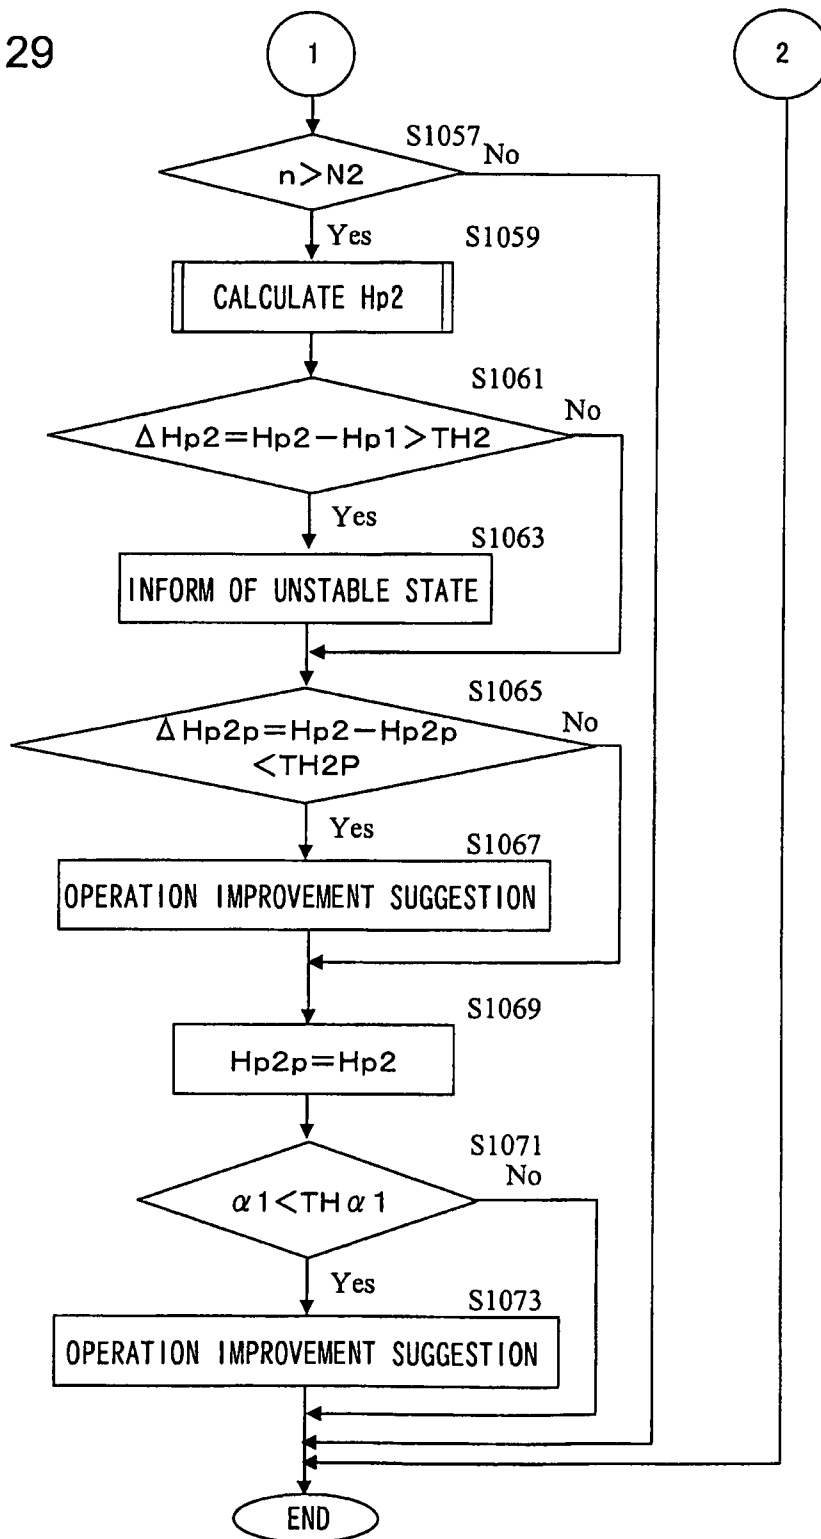 29
1
2
S1057
No
n>N2
Yes
S1059
CALCULATE Hp2
S1061
No
ΔHp2=Hp2−Hp1>TH2
Yes
S1063
INFORM OF UNSTABLE STATE
S1065
No
ΔHp2p=Hp2−Hp2p
<TH2P
Yes
S1067
OPERATION IMPROVEMENT SUGGESTION
S1069
Hp2p=Hp2
S1071
No
α1<THα1
Yes
S1073
OPERATION IMPROVEMENT SUGGESTION
END